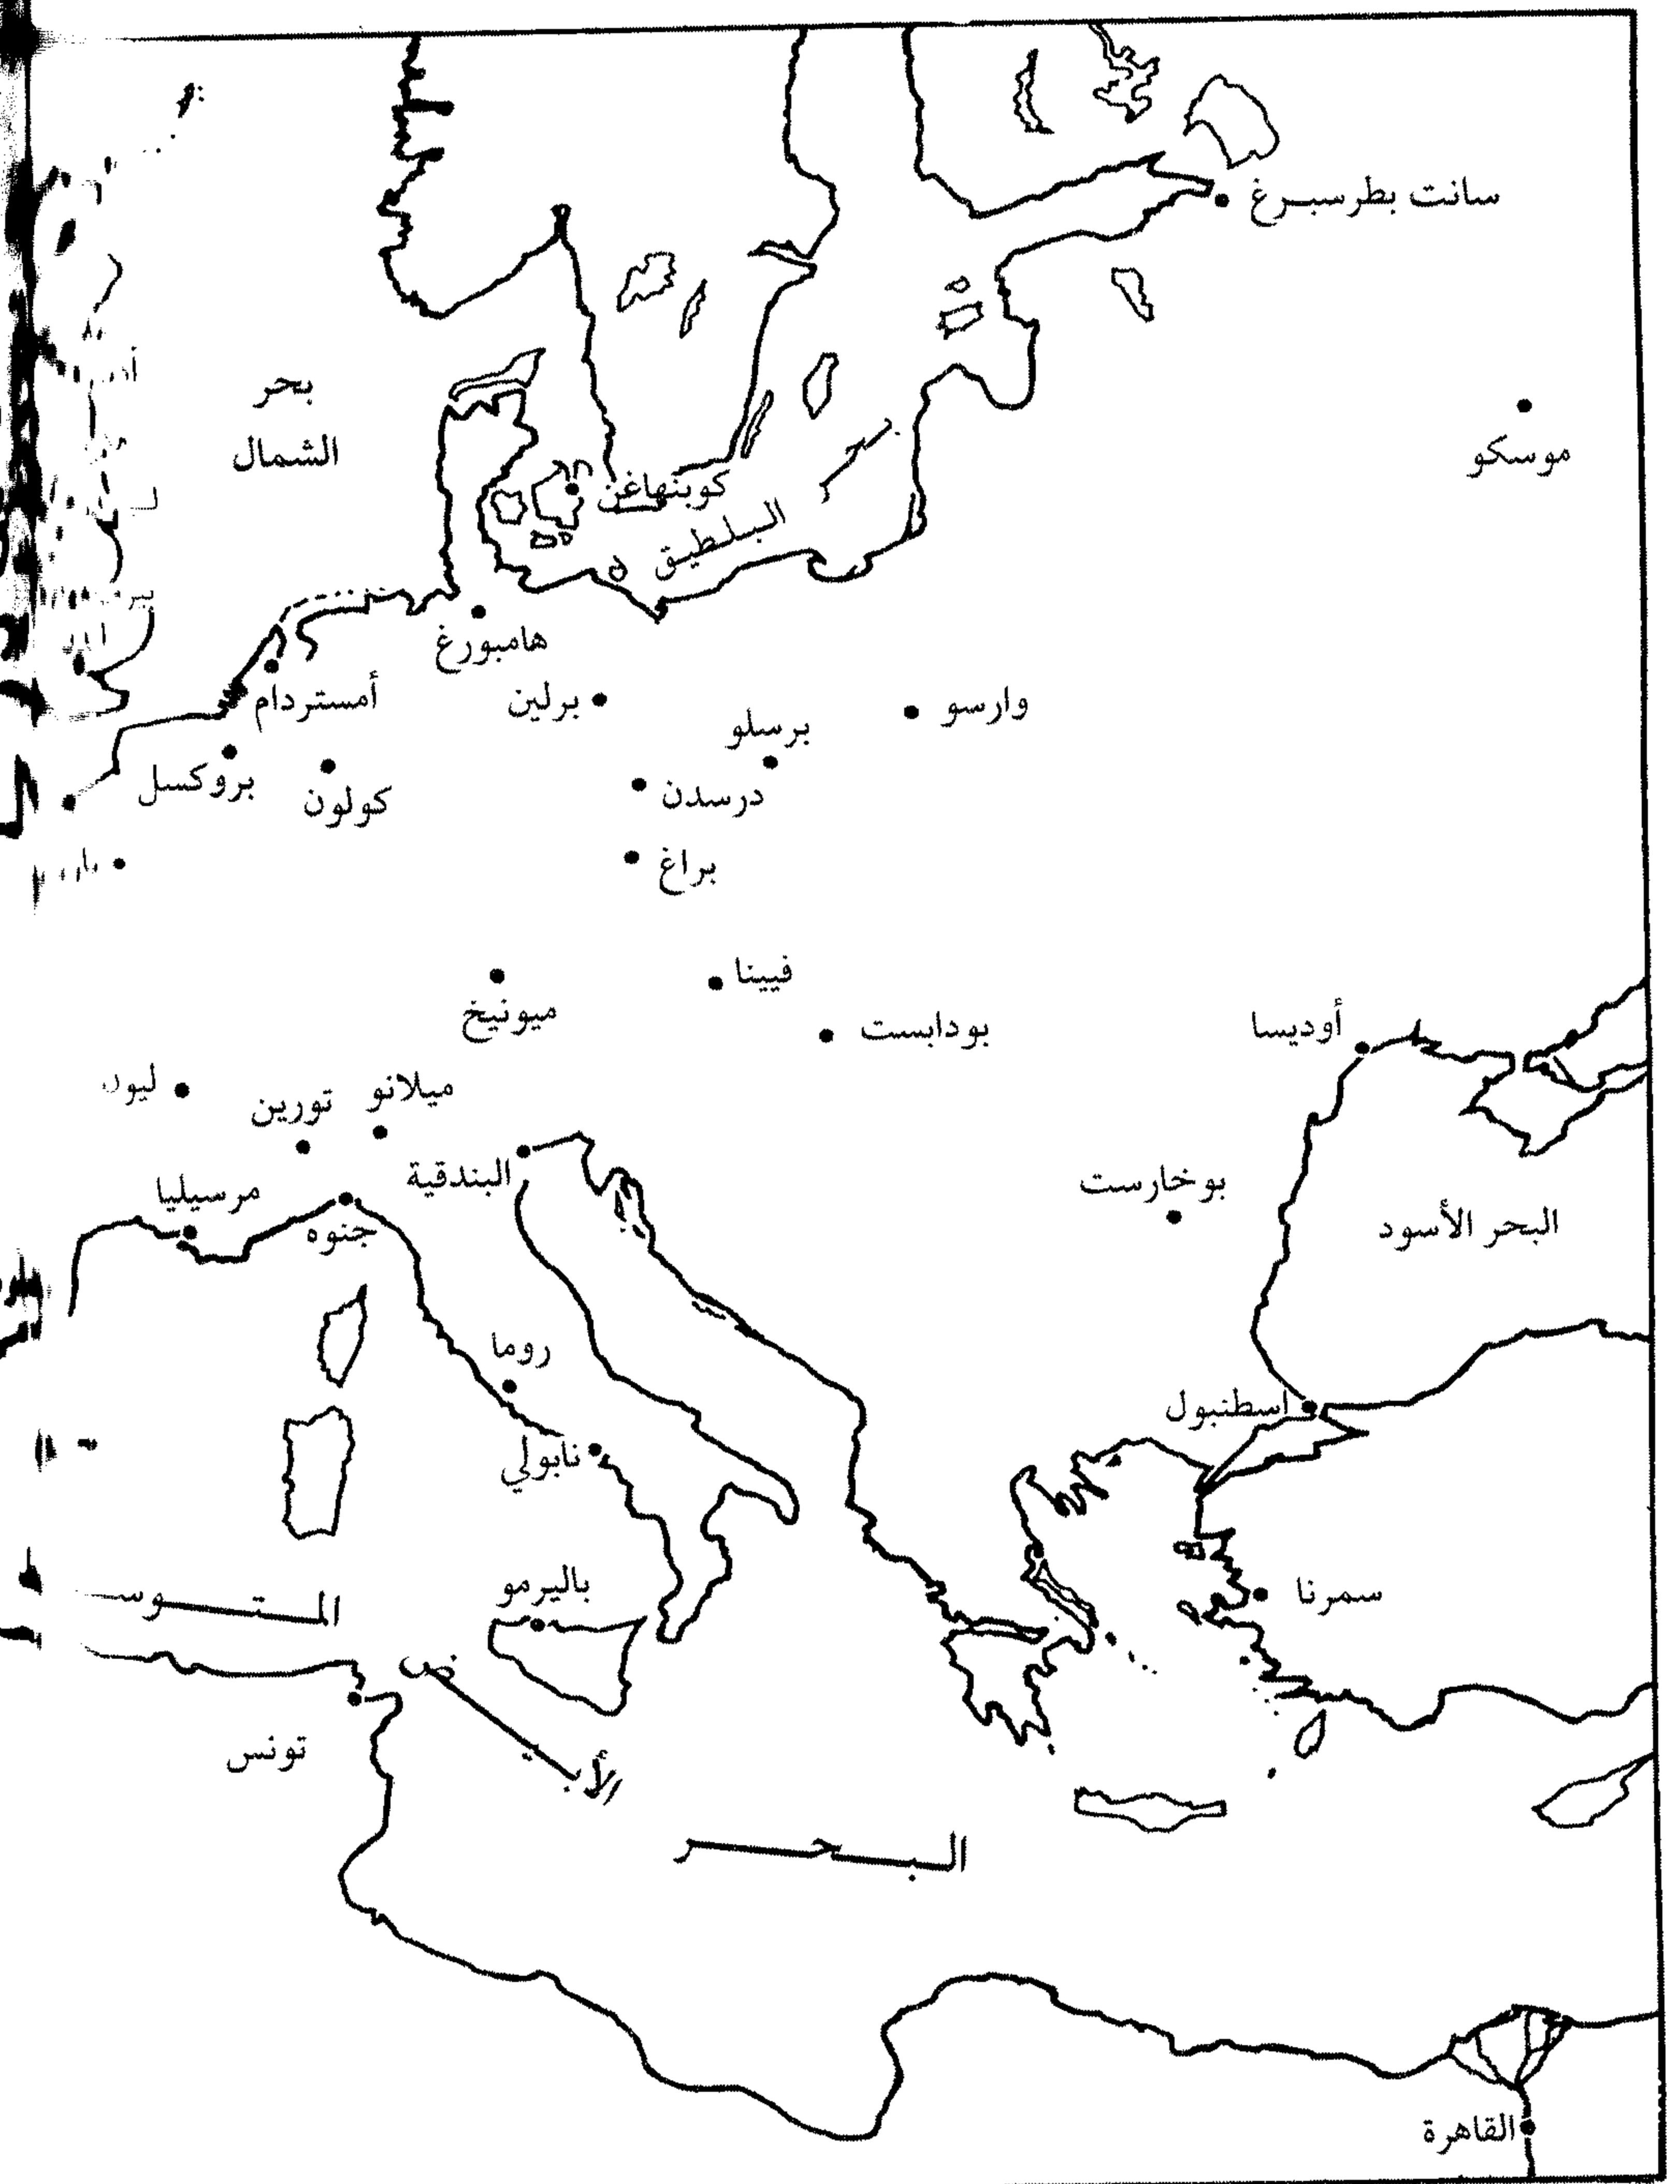 سانت بطرسبرغ
بحر
الشمال
موسكو
كوبنهاغن
البلطيق
هامبورغ
أمستردام
برلين
وارسو
برسلو
بروكسل
كولون
درسدن
براغ
فيينا
ميونيخ
بودابست
أوديسا
ليون
تورين
ميلانو
البندقية
بوخارست
مرسيليا
جنوه
البحر الأسود
روما
اسطنبول
نابولي
باليرمو
سمرنا
المتوسـ
الأبيض
تونس
البحر
القاهرة